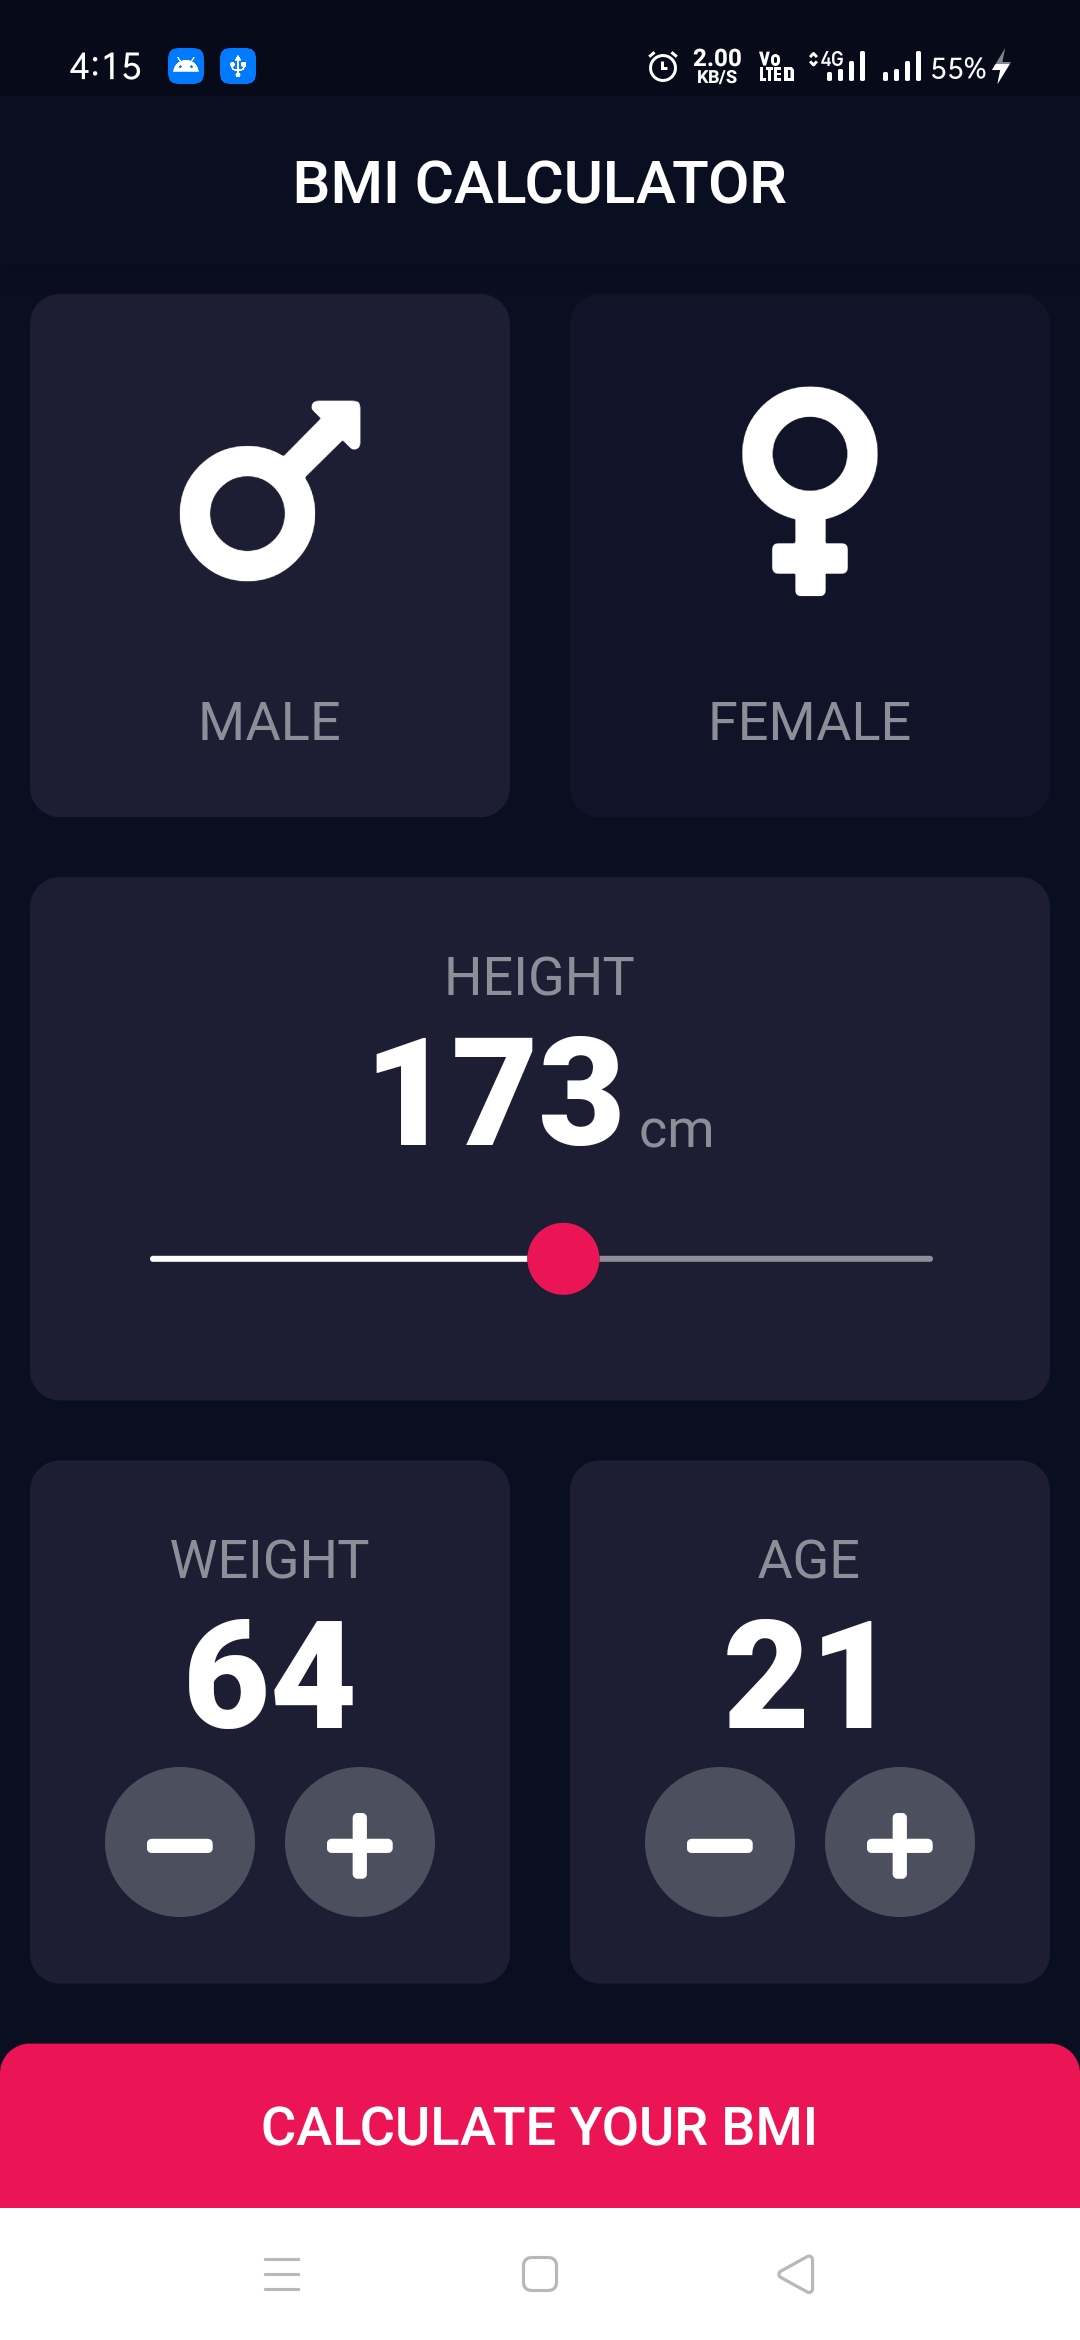 4:15 2.00 KB/S Vo LTE D 4G 55%
BMI CALCULATOR
MALE FEMALE
HEIGHT
173 cm
WEIGHT AGE
64 21
CALCULATE YOUR BMI